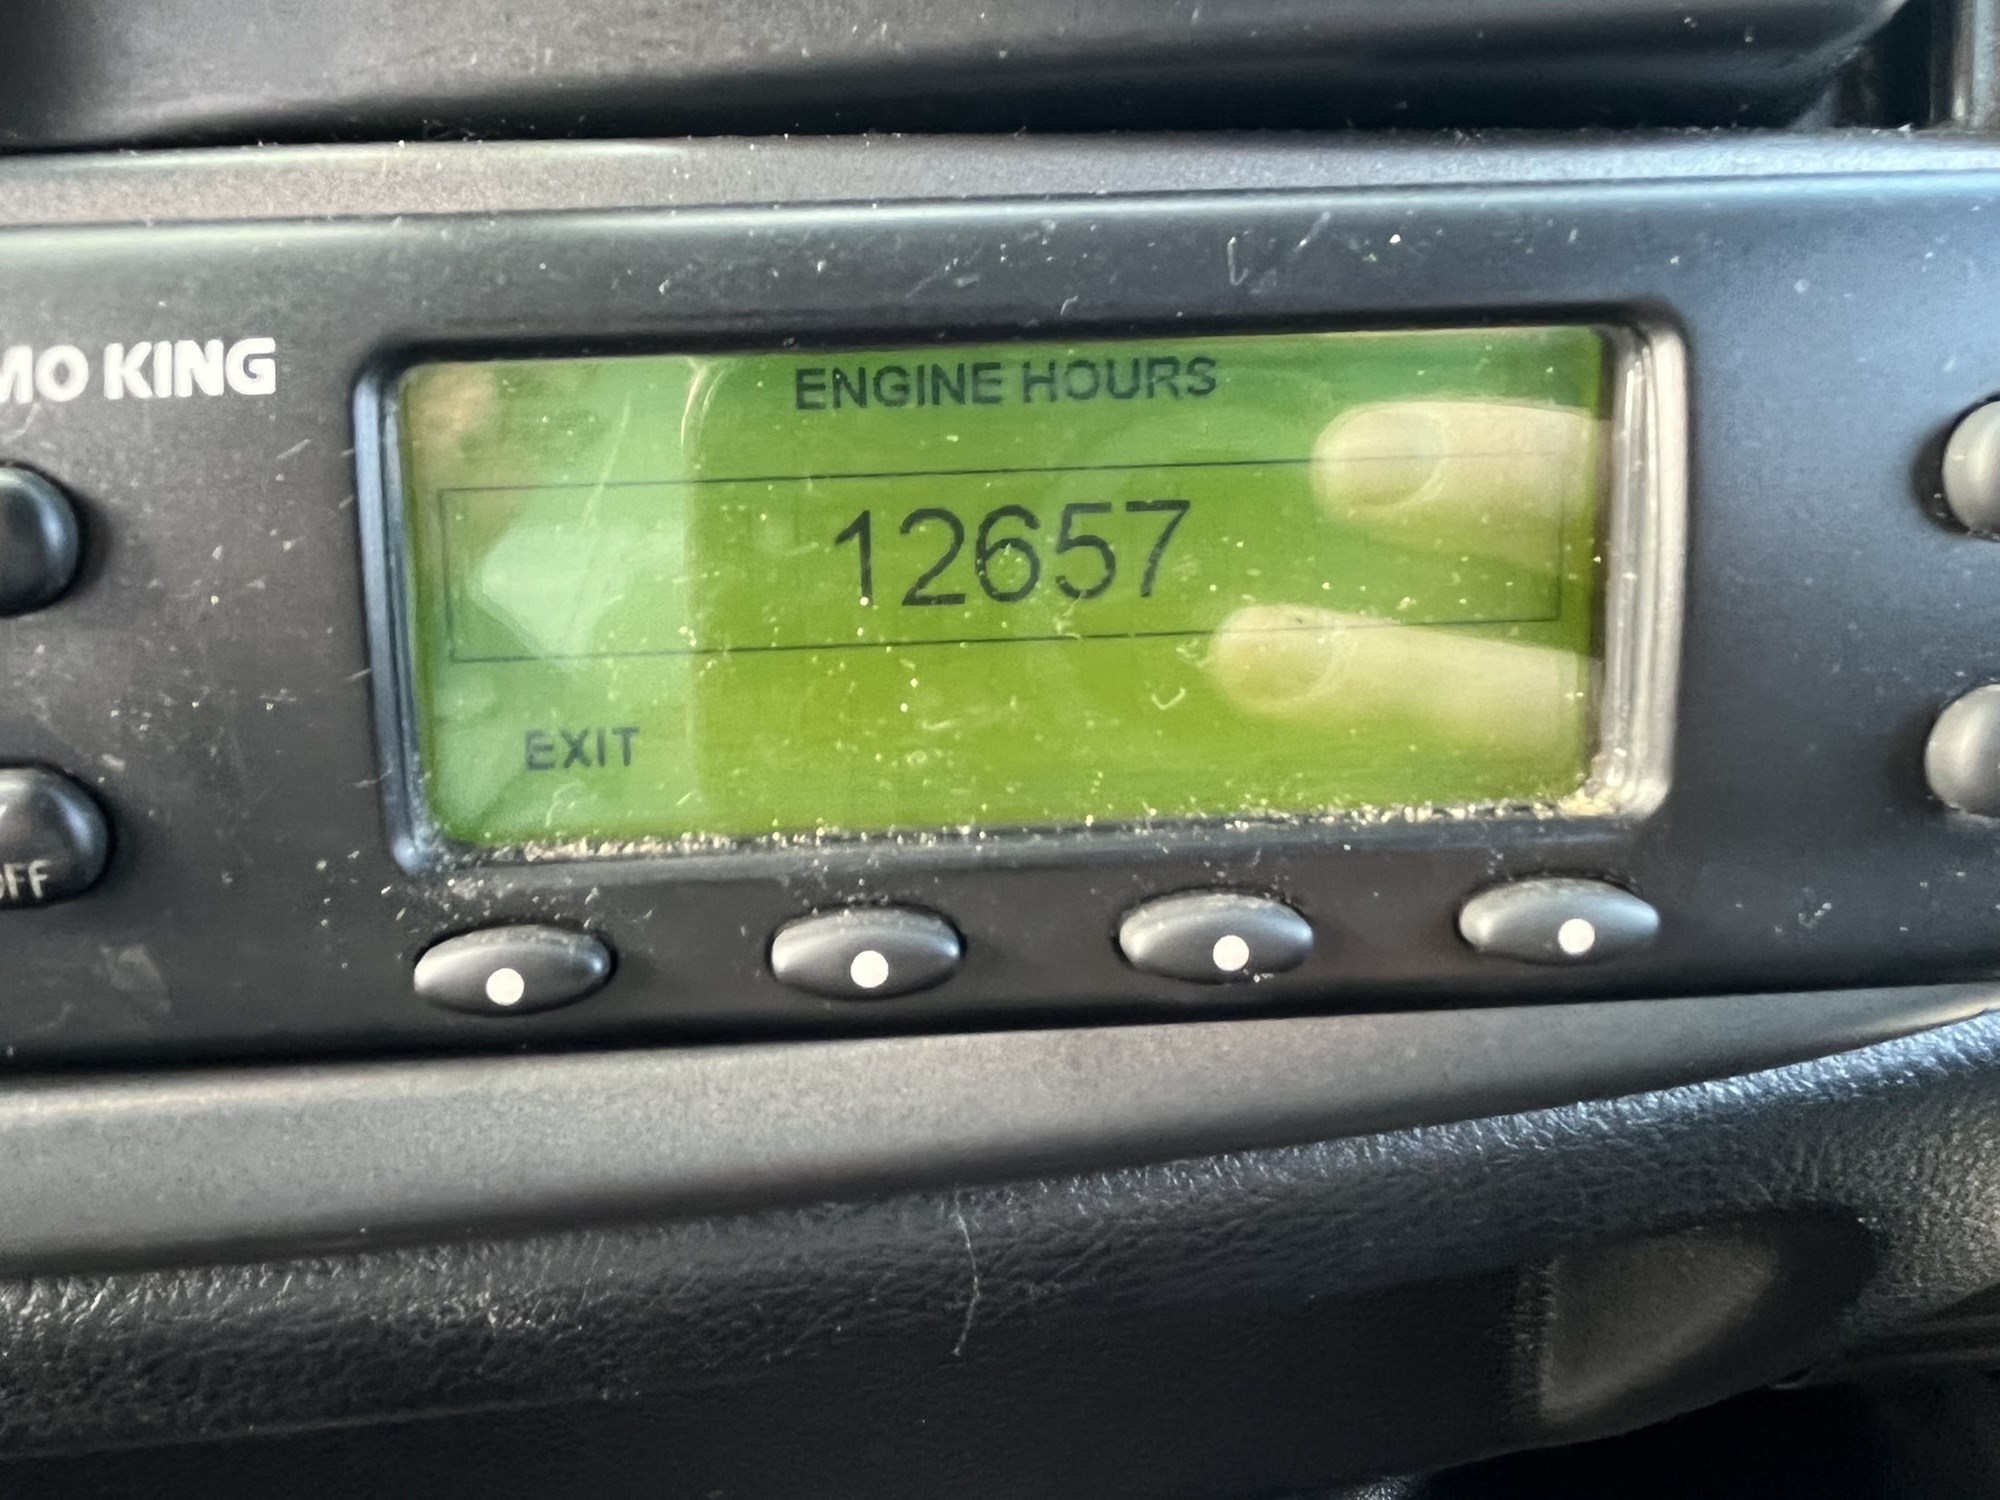 MO KING
ENGINE HOURS
12657
EXIT
OFF